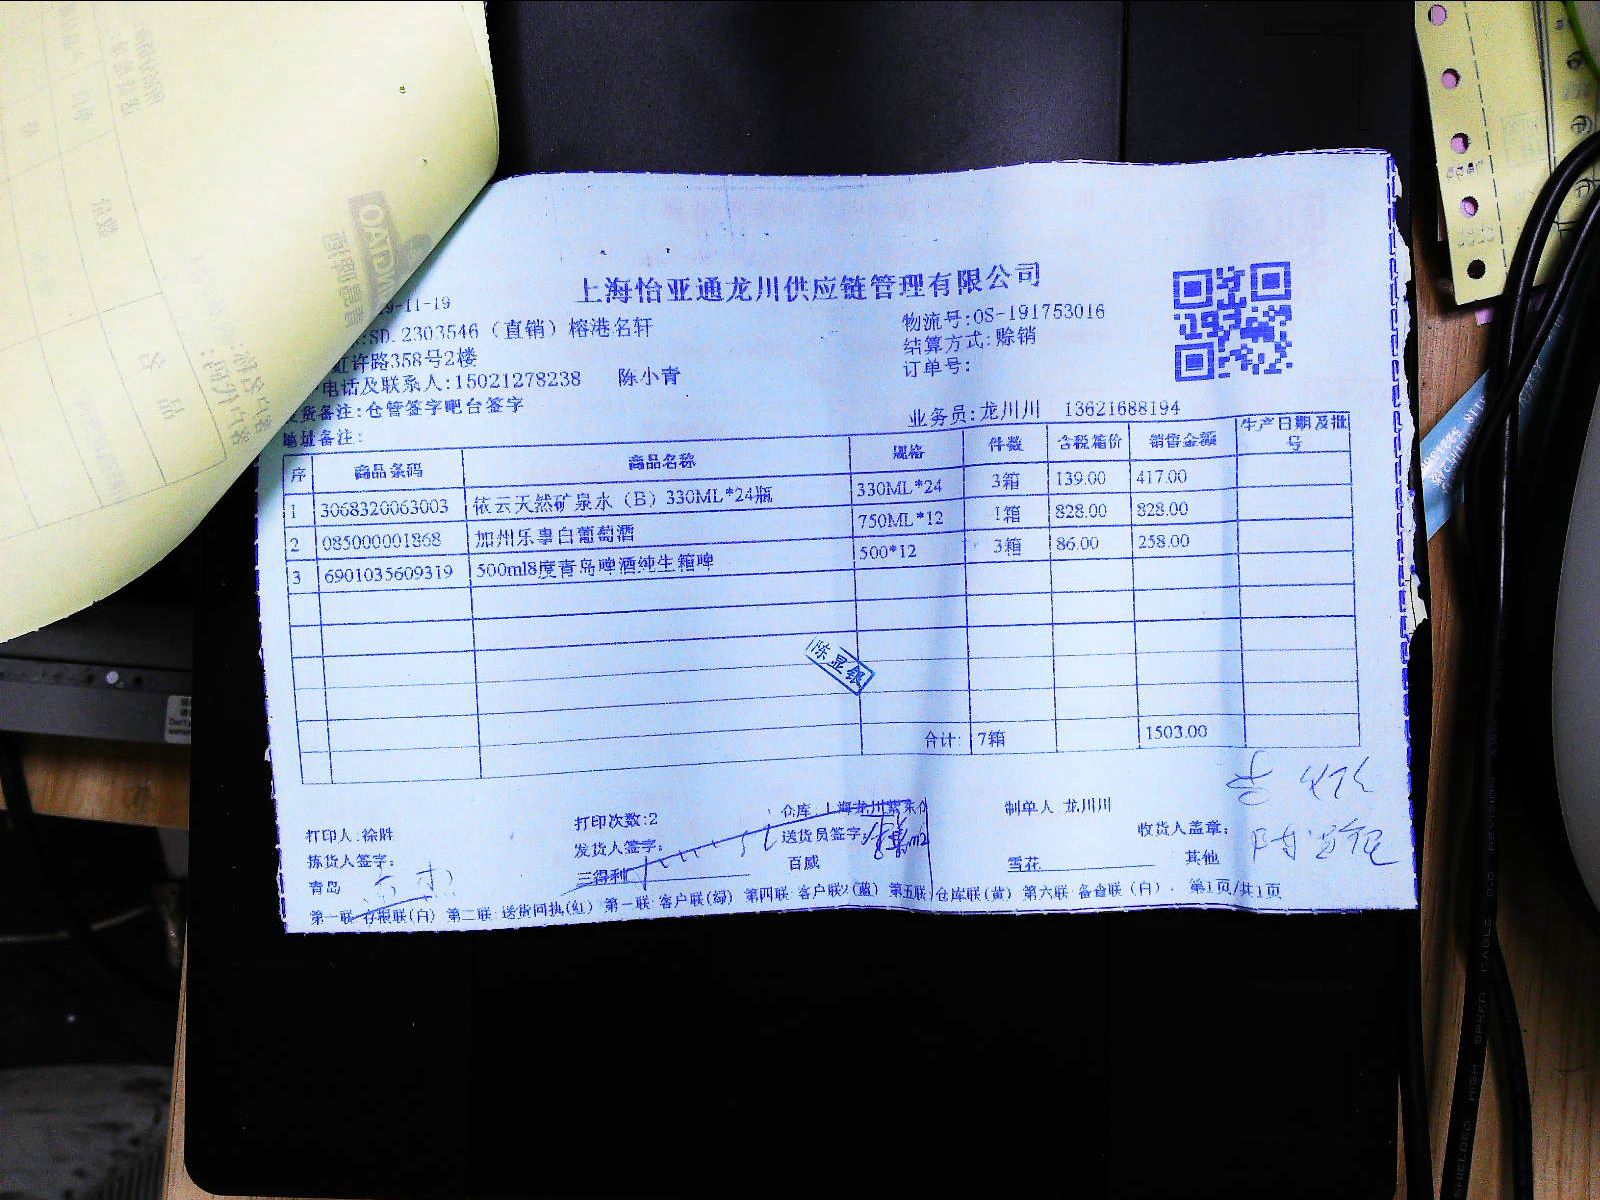 上海怡亚通龙川供应链管理有限公司
9-11-19
:SD.2303546（直销）榕港名轩
物流号:OS-191753016
虹许路358号2楼
结算方式:赊销
电话及联系人:15021278238 陈小青
订单号:
货备注:仓管签字吧台签字
业务员:龙川川 13621688194
地址备注:
序 商品条码 商品名称 规格 件数 含税箱价 销售金额 生产日期及批号
1 3068320063003 依云天然矿泉水（B）330ML*24瓶 330ML*24 3箱 139.00 417.00
2 085000001868 加州乐事白葡萄酒 750ML*12 1箱 828.00 828.00
3 6901035609319 500ml8度青岛啤酒纯生箱啤 500*12 3箱 86.00 258.00
陈显银
合计: 7箱 1503.00
打印人:徐胜 打印次数:2 仓库:上海龙川 制单人:龙川川
拣货人签字: 发货人签字: 送货员签字: 收货人盖章:
青岛 三得利 百威 雪花 其他
第一联:存根联(白) 第二联:送货回执(红) 第一联:客户联(绿) 第四联:客户联2(蓝) 第五联:仓库联(黄) 第六联:备查联(白). 第1页/共1页